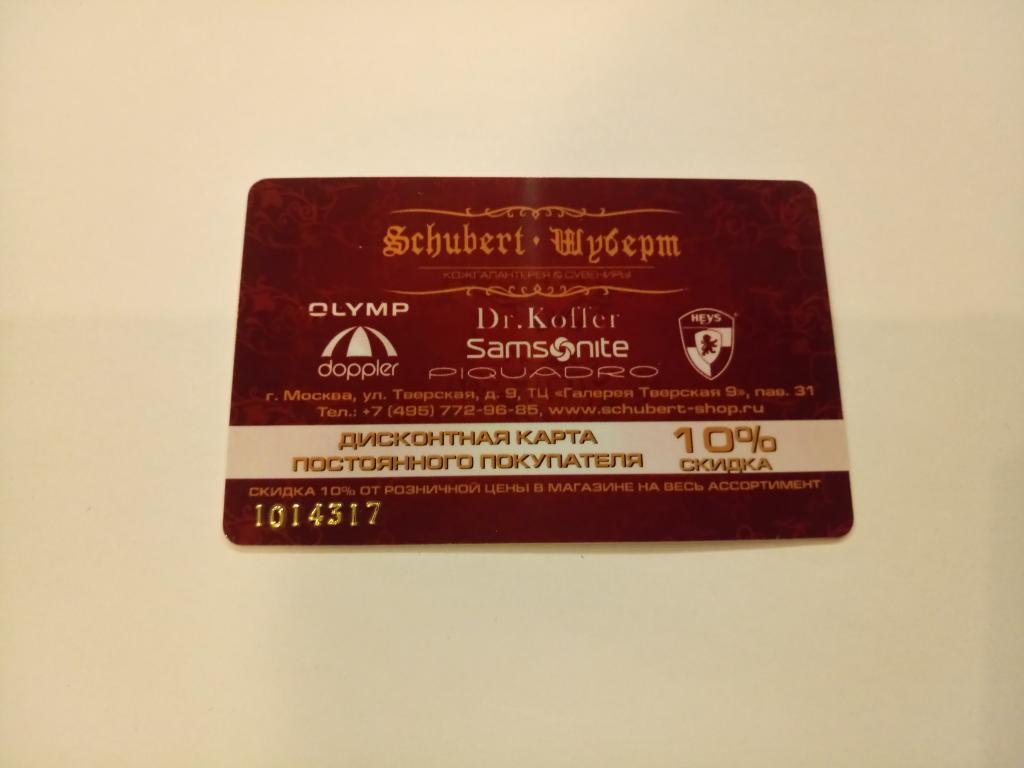 Schubert · Шуберт
КОЖГАЛАНТЕРЕЯ & СУВЕНИРЫ
OLYMP
doppler
Dr.Koffer
Samsonite
PIQUADRO
HEYS
г. Москва, ул. Тверская, д. 9, ТЦ «Галерея Тверская 9», пав. 31
Тел.: +7 (495) 772-96-85, www.schubert-shop.ru
ДИСКОНТНАЯ КАРТА
ПОСТОЯННОГО ПОКУПАТЕЛЯ
10%
СКИДКА
СКИДКА 10% ОТ РОЗНИЧНОЙ ЦЕНЫ В МАГАЗИНЕ НА ВЕСЬ АССОРТИМЕНТ
1014317